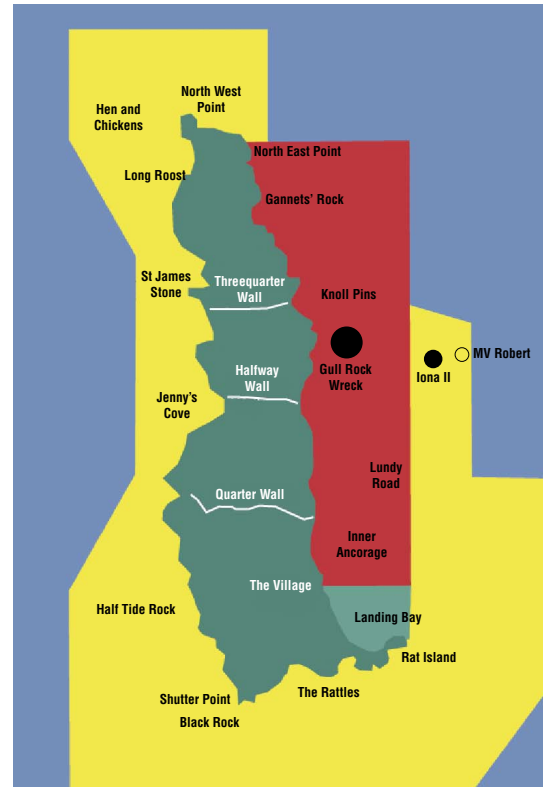 North West
Point
Hen and
Chickens
North East Point
Long Roost
Gannets' Rock
St James
Stone
Threequarter
Wall
Knoll Pins
MV Robert
Gull Rock
Wreck
Iona II
Halfway
Wall
Jenny's
Cove
Lundy
Road
Quarter Wall
Inner
Ancorage
The Village
Half Tide Rock
Landing Bay
Rat Island
The Rattles
Shutter Point
Black Rock